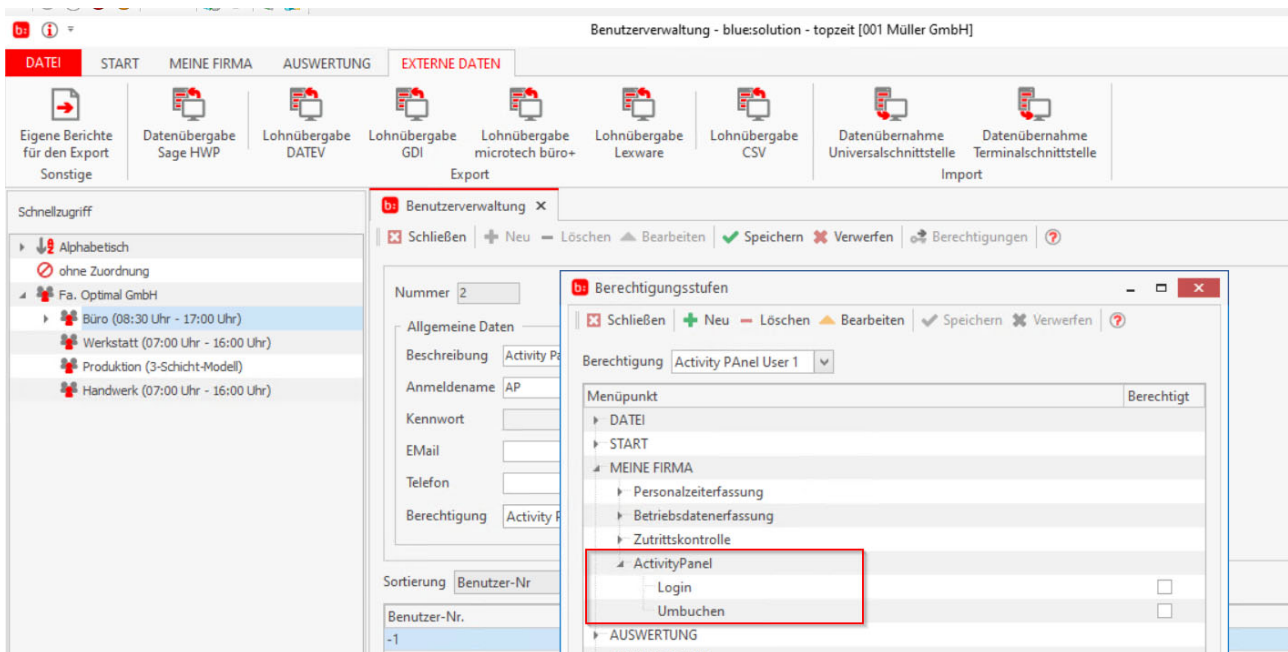 b:
Benutzerverwaltung - blue:solution - topzeit [001 Müller GmbH]
DATEI START MEINE FIRMA AUSWERTUNG EXTERNE DATEN
Eigene Berichte für den Export
Datenübergabe Sage HWP
Lohnübergabe DATEV
Lohnübergabe GDI
Lohnübergabe microtech büro+
Lohnübergabe Lexware
Lohnübergabe CSV
Datenübernahme Universalschnittstelle
Datenübernahme Terminalschnittstelle
Sonstige Export Import
Schnellzugriff
Alphabetisch
ohne Zuordnung
Fa. Optimal GmbH
Büro (08:30 Uhr - 17:00 Uhr)
Werkstatt (07:00 Uhr - 16:00 Uhr)
Produktion (3-Schicht-Modell)
Handwerk (07:00 Uhr - 16:00 Uhr)
b: Benutzerverwaltung
Schließen Neu Löschen Bearbeiten Speichern Verwerfen Berechtigungen
Nummer 2
Allgemeine Daten
Beschreibung Activity Pa
Anmeldename AP
Kennwort
EMail
Telefon
Berechtigung Activity P
Sortierung Benutzer-Nr
Benutzer-Nr.
-1
b: Berechtigungsstufen
Schließen Neu Löschen Bearbeiten Speichern Verwerfen
Berechtigung Activity PAnel User 1
Menüpunkt Berechtigt
DATEI
START
MEINE FIRMA
Personalzeiterfassung
Betriebsdatenerfassung
Zutrittskontrolle
ActivityPanel
Login
Umbuchen
AUSWERTUNG